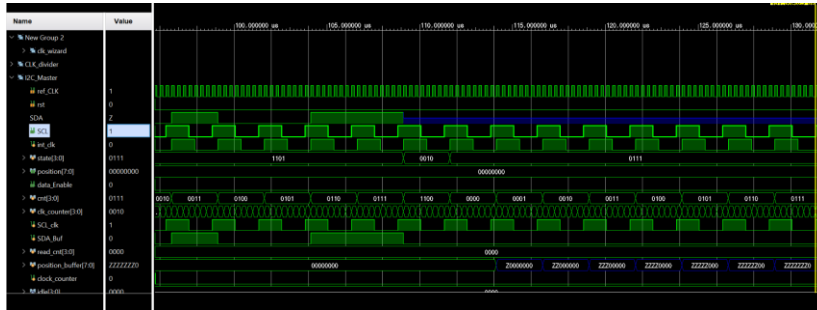 Name Value
100.000000 us 105.000000 us 110.000000 us 115.000000 us 120.000000 us 125.000000 us 130.000
New Group 2
clk_wizard
CLK_divider
I2C_Master
ref_CLK 1
rst 0
SDA Z
SCL 1
int_clk 0
state[3:0] 0111 1101 0010 0111
position[7:0] 00000000 00000000
data_Enable 0
cnt[3:0] 0111 0010 0011 0100 0101 0110 0111 1100 0000 0001 0010 0011 0100 0101 0110 0111
clk_counter[3:0] 0010
SCL_clk 1
SDA_Buf 0
read_cnt[3:0] 0000 0000
position_buffer[7:0] ZZZZZZZ0 00000000 Z0000000 ZZ000000 ZZZ00000 ZZZZ0000 ZZZZZ000 ZZZZZZ00 ZZZZZZZ0
clock_counter 0
idle[3:0] 0000 0000